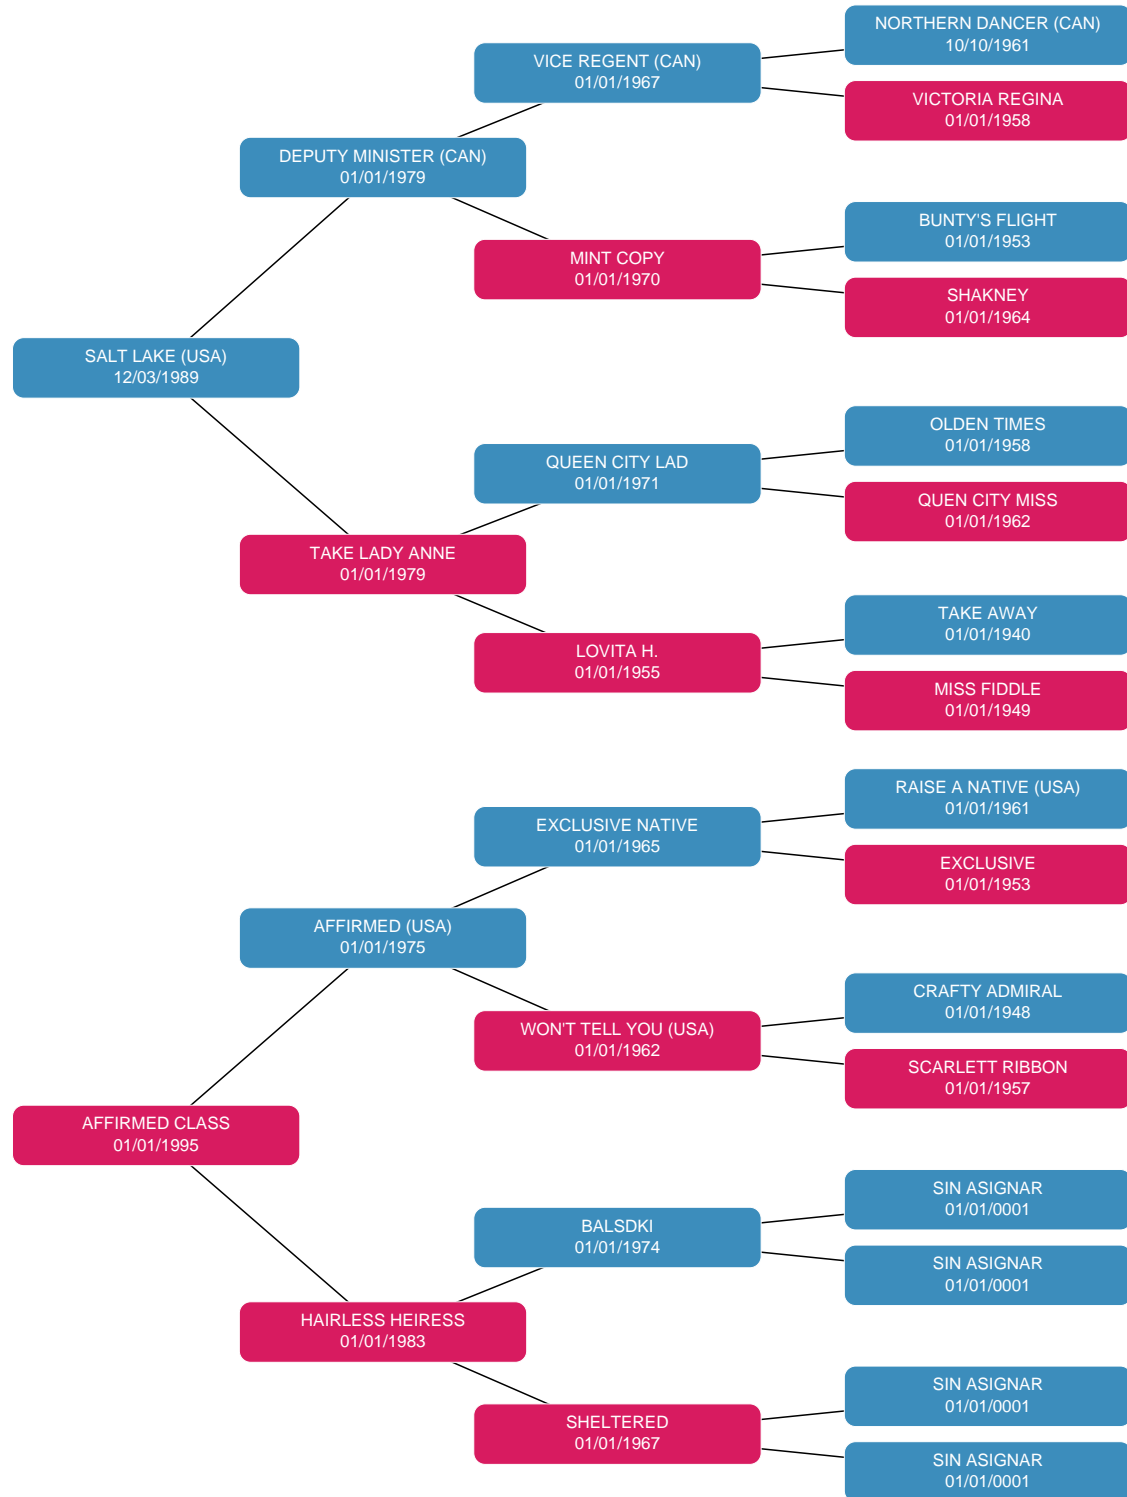 NORTHERN DANCER (CAN)
10/10/1961
VICE REGENT (CAN)
01/01/1967
VICTORIA REGINA
01/01/1958
DEPUTY MINISTER (CAN)
01/01/1979
BUNTY'S FLIGHT
01/01/1953
MINT COPY
01/01/1970
SHAKNEY
01/01/1964
SALT LAKE (USA)
12/03/1989
OLDEN TIMES
01/01/1958
QUEEN CITY LAD
01/01/1971
QUEN CITY MISS
01/01/1962
TAKE LADY ANNE
01/01/1979
TAKE AWAY
01/01/1940
LOVITA H.
01/01/1955
MISS FIDDLE
01/01/1949
RAISE A NATIVE (USA)
01/01/1961
EXCLUSIVE NATIVE
01/01/1965
EXCLUSIVE
01/01/1953
AFFIRMED (USA)
01/01/1975
CRAFTY ADMIRAL
01/01/1948
WON'T TELL YOU (USA)
01/01/1962
SCARLETT RIBBON
01/01/1957
AFFIRMED CLASS
01/01/1995
SIN ASIGNAR
01/01/0001
BALSDKI
01/01/1974
SIN ASIGNAR
01/01/0001
HAIRLESS HEIRESS
01/01/1983
SIN ASIGNAR
01/01/0001
SHELTERED
01/01/1967
SIN ASIGNAR
01/01/0001